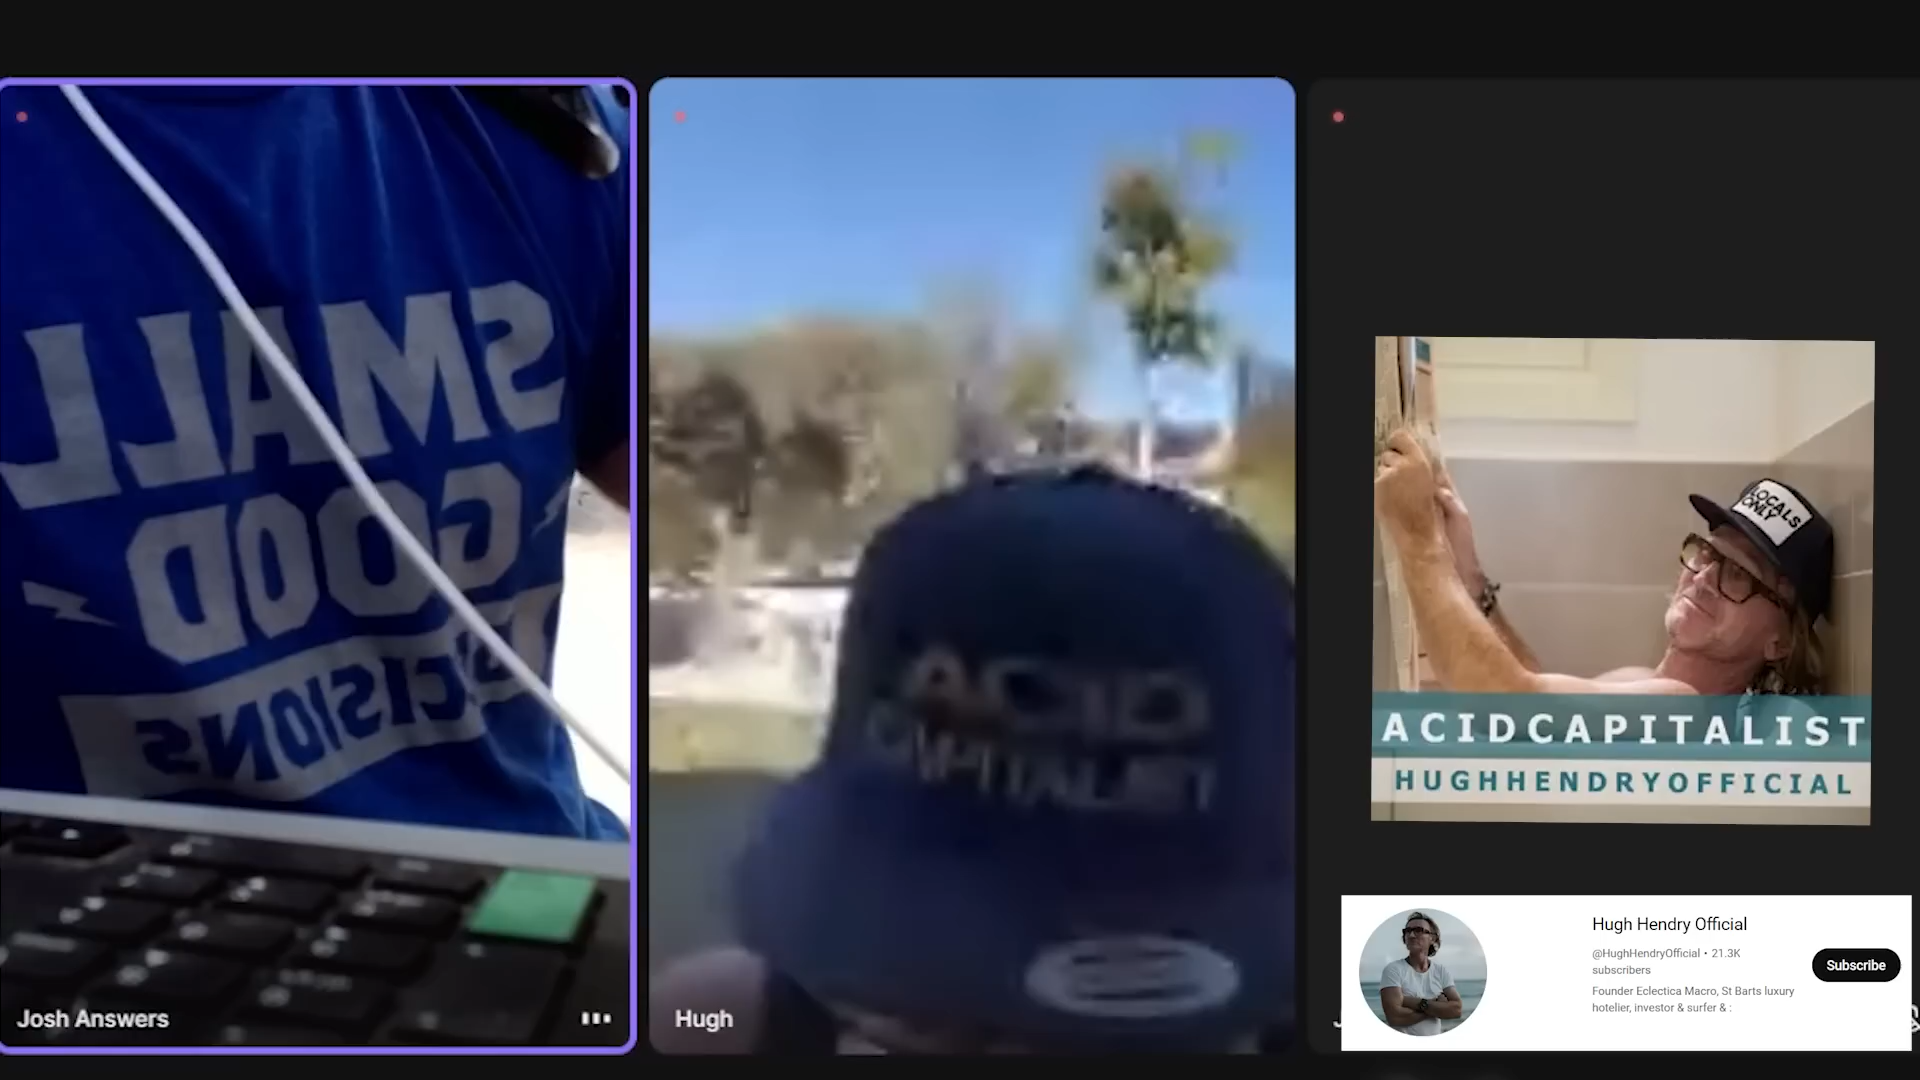 SMALL
GOOD
DECISIONS
Josh Answers
ACID
CAPITALIST
Hugh
LOCALS
ONLY
ACIDCAPITALIST
HUGHHENDRYOFFICIAL
Hugh Hendry Official
@HughHendryOfficial • 21.3K
subscribers
Founder Eclectica Macro, St Barts luxury
hotelier, investor & surfer & :
Subscribe